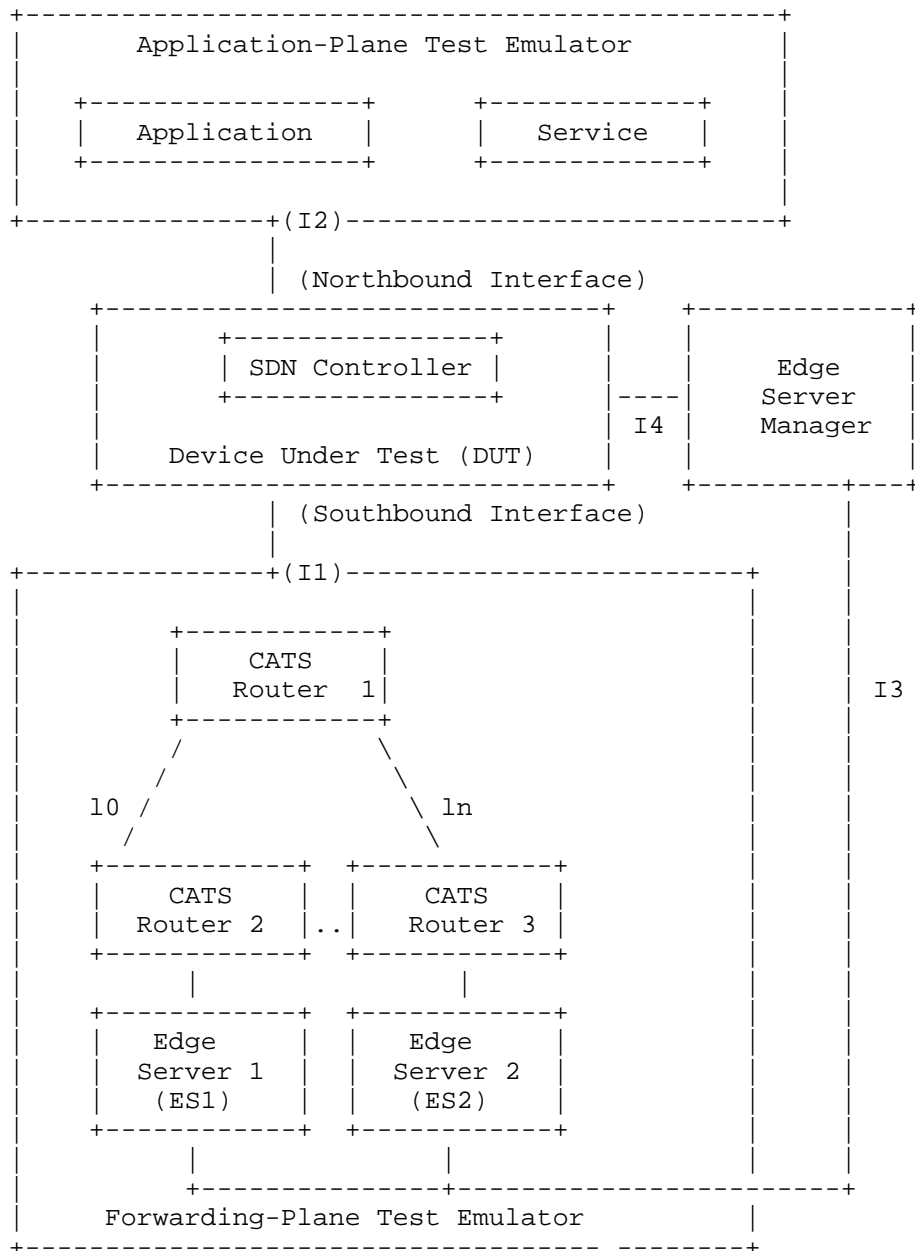 Application-Plane Test Emulator
Application Service
(I2)
(Northbound Interface)
SDN Controller Edge
Server
I4 Manager
Device Under Test (DUT)
(Southbound Interface)
(I1)
CATS
Router 1 I3
l0 ln
CATS CATS
Router 2 .. Router 3
Edge Edge
Server 1 Server 2
(ES1) (ES2)
Forwarding-Plane Test Emulator